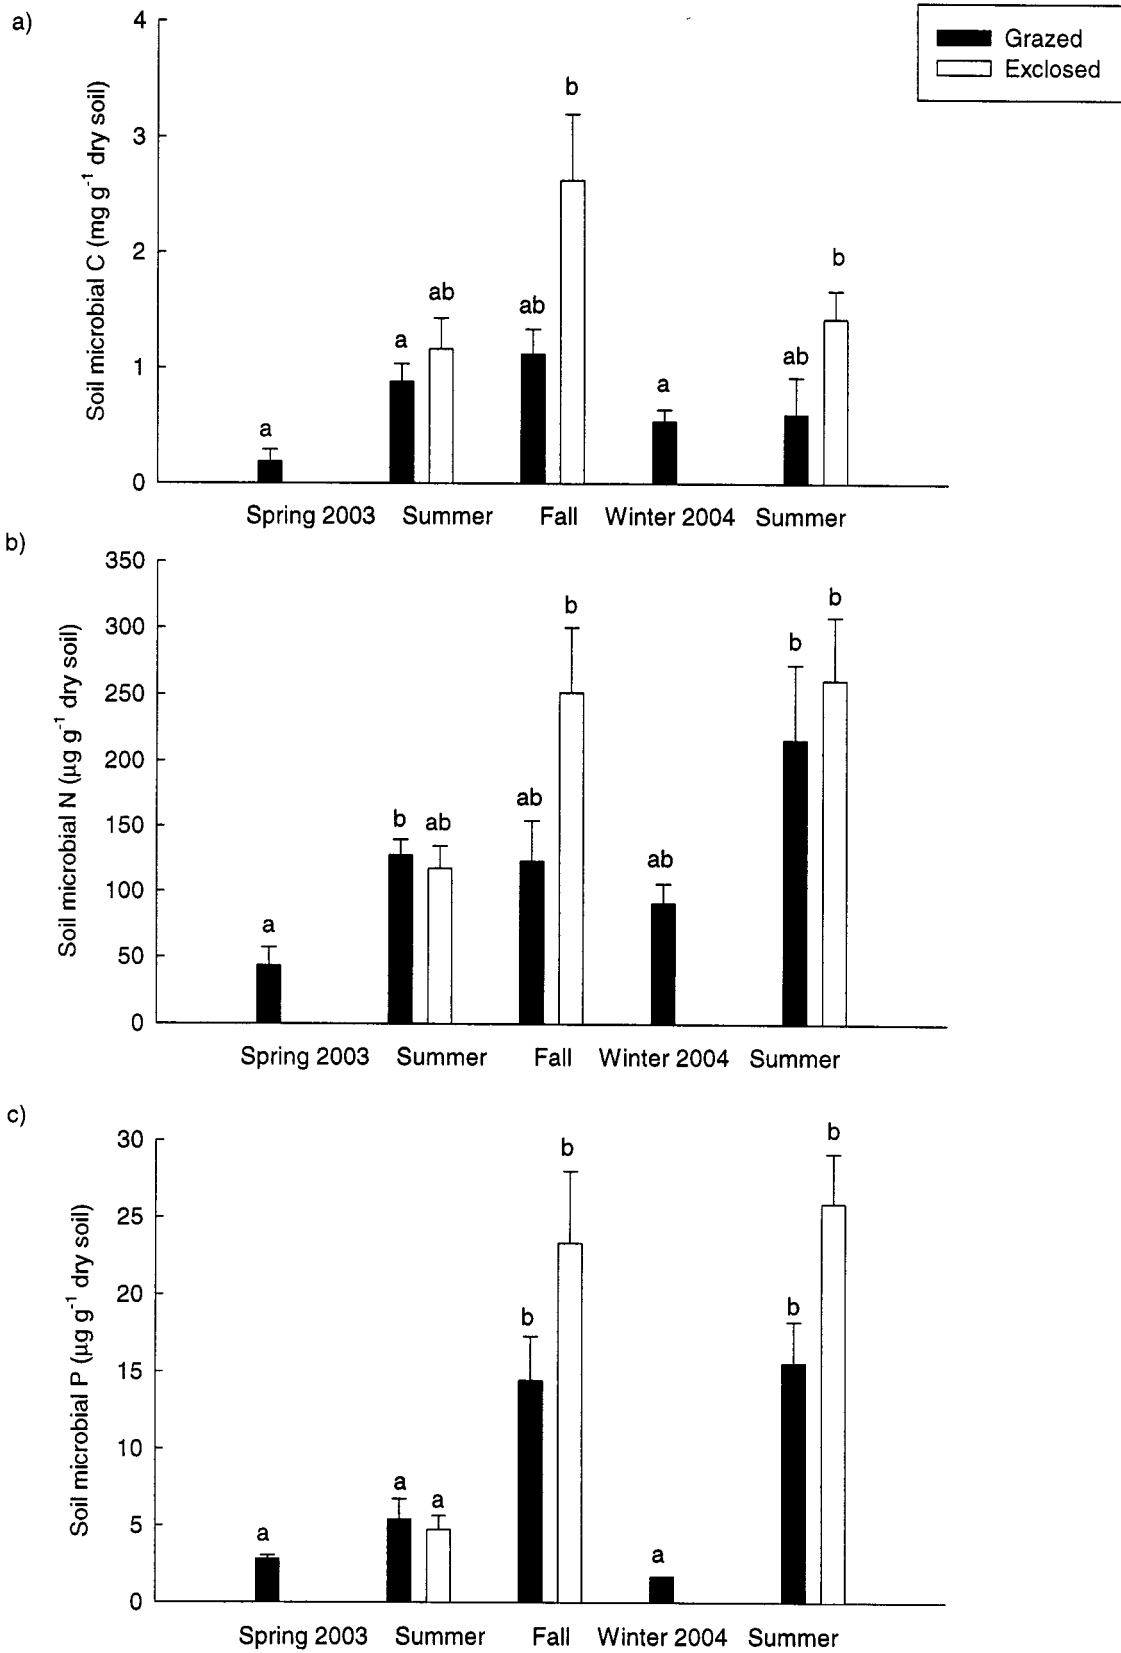 a)
Grazed
Exclosed
Soil microbial C (mg g⁻¹ dry soil)
4
3
2
1
0
a
a
ab
ab
b
a
ab
b
Spring 2003 Summer Fall Winter 2004 Summer
b)
Soil microbial N (µg g⁻¹ dry soil)
350
300
250
200
150
100
50
0
a
b
ab
ab
b
ab
b
b
Spring 2003 Summer Fall Winter 2004 Summer
c)
Soil microbial P (µg g⁻¹ dry soil)
30
25
20
15
10
5
0
a
a
a
b
b
a
b
b
Spring 2003 Summer Fall Winter 2004 Summer